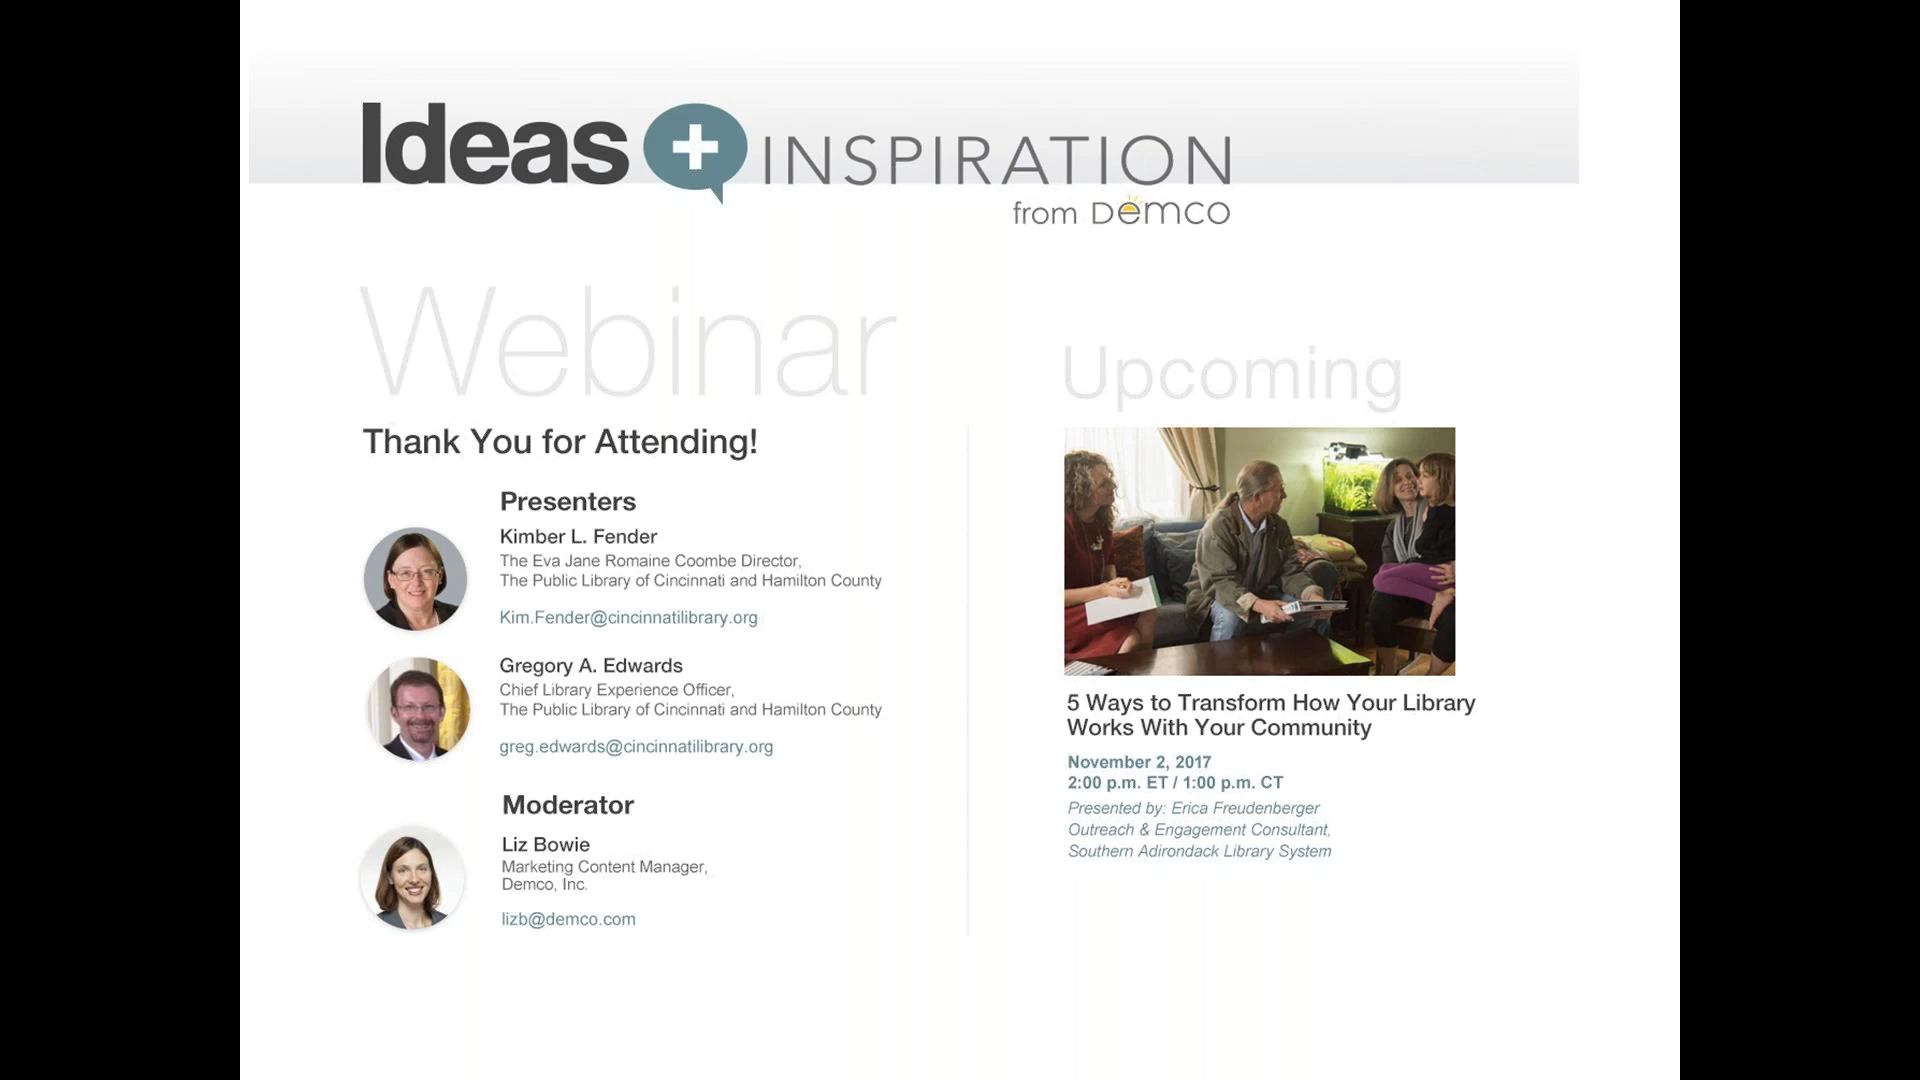 Ideas + INSPIRATION
from Demco
Webinar
Thank You for Attending!
Presenters
Kimber L. Fender
The Eva Jane Romaine Coombe Director,
The Public Library of Cincinnati and Hamilton County
Kim.Fender@cincinnatilibrary.org
Gregory A. Edwards
Chief Library Experience Officer,
The Public Library of Cincinnati and Hamilton County
greg.edwards@cincinnatilibrary.org
Moderator
Liz Bowie
Marketing Content Manager,
Demco, Inc.
lizb@demco.com
Upcoming
5 Ways to Transform How Your Library
Works With Your Community
November 2, 2017
2:00 p.m. ET / 1:00 p.m. CT
Presented by: Erica Freudenberger
Outreach & Engagement Consultant,
Southern Adirondack Library System